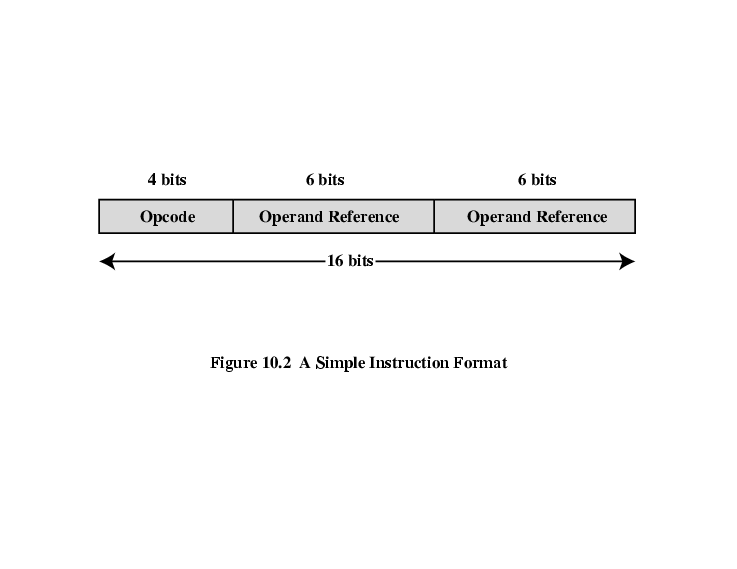 4 bits 6 bits 6 bits
Opcode Operand Reference Operand Reference
16 bits
Figure 10.2 A Simple Instruction Format